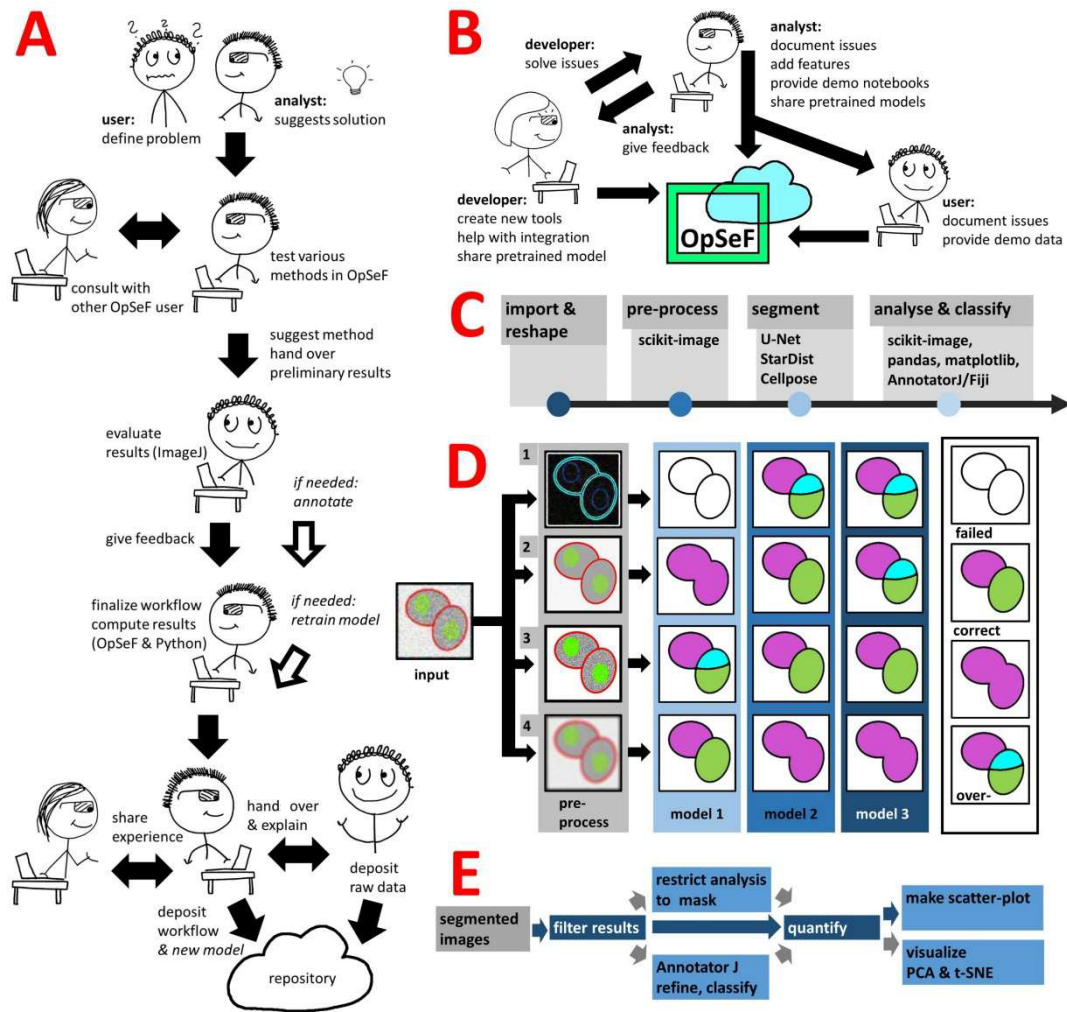 A
? ? ?
user:
define problem
analyst:
suggests solution
consult with
other OpSeF user
test various
methods in OpSeF
suggest method
hand over
preliminary results
evaluate
results (ImageJ)
if needed:
annotate
give feedback
finalize workflow
compute results
(OpSeF & Python)
if needed:
retrain model
share
experience
hand over
& explain
deposit
raw data
deposit
workflow
& new model
repository
B
developer:
solve issues
analyst:
document issues
add features
provide demo notebooks
share pretrained models
analyst:
give feedback
developer:
create new tools
help with integration
share pretrained model
OpSeF
user:
document issues
provide demo data
C
import &
reshape
pre-process
scikit-image
segment
U-Net
StarDist
Cellpose
analyse & classify
scikit-image,
pandas, matplotlib,
AnnotatorJ/Fiji
D
input
1
2
3
4
pre-
process
model 1
model 2
model 3
failed
correct
over-
E
segmented
images
filter results
restrict analysis
to mask
Annotator J
refine, classify
quantify
make scatter-plot
visualize
PCA & t-SNE